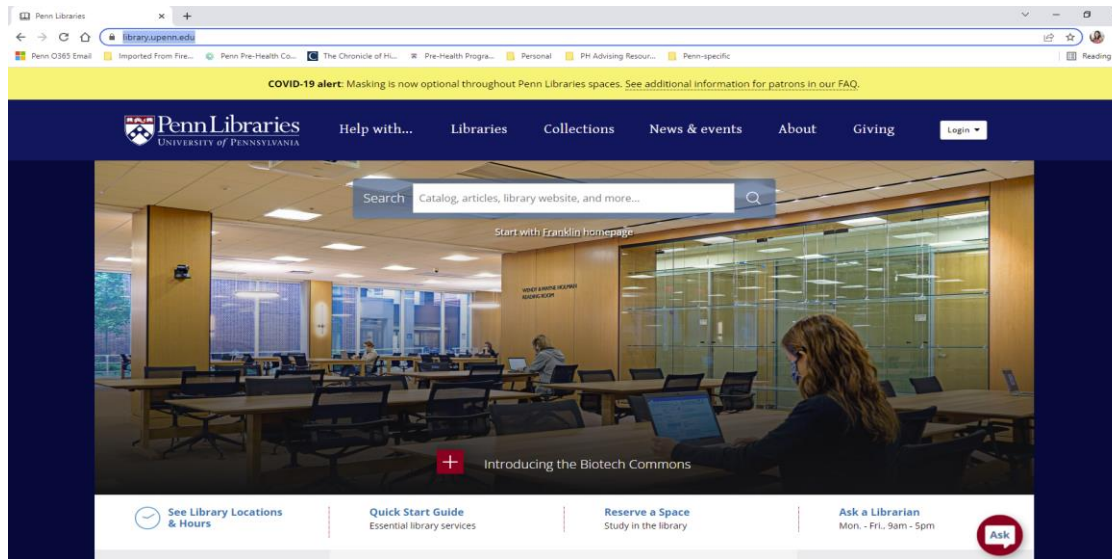 Penn Libraries
library.upenn.edu
Penn O365 Email Imported From Fire... Penn Pre-Health Co... The Chronicle of Hi... Pre-Health Progra... Personal PH Advising Resour... Penn-specific Reading
COVID-19 alert: Masking is now optional throughout Penn Libraries spaces. See additional information for patrons in our FAQ.
Penn Libraries
UNIVERSITY of PENNSYLVANIA
Help with... Libraries Collections News & events About Giving Login
Search Catalog, articles, library website, and more...
Start with Franklin homepage
READING ROOM
Introducing the Biotech Commons
See Library Locations
& Hours
Quick Start Guide
Essential library services
Reserve a Space
Study in the library
Ask a Librarian
Mon. - Fri., 9am - 5pm
Ask